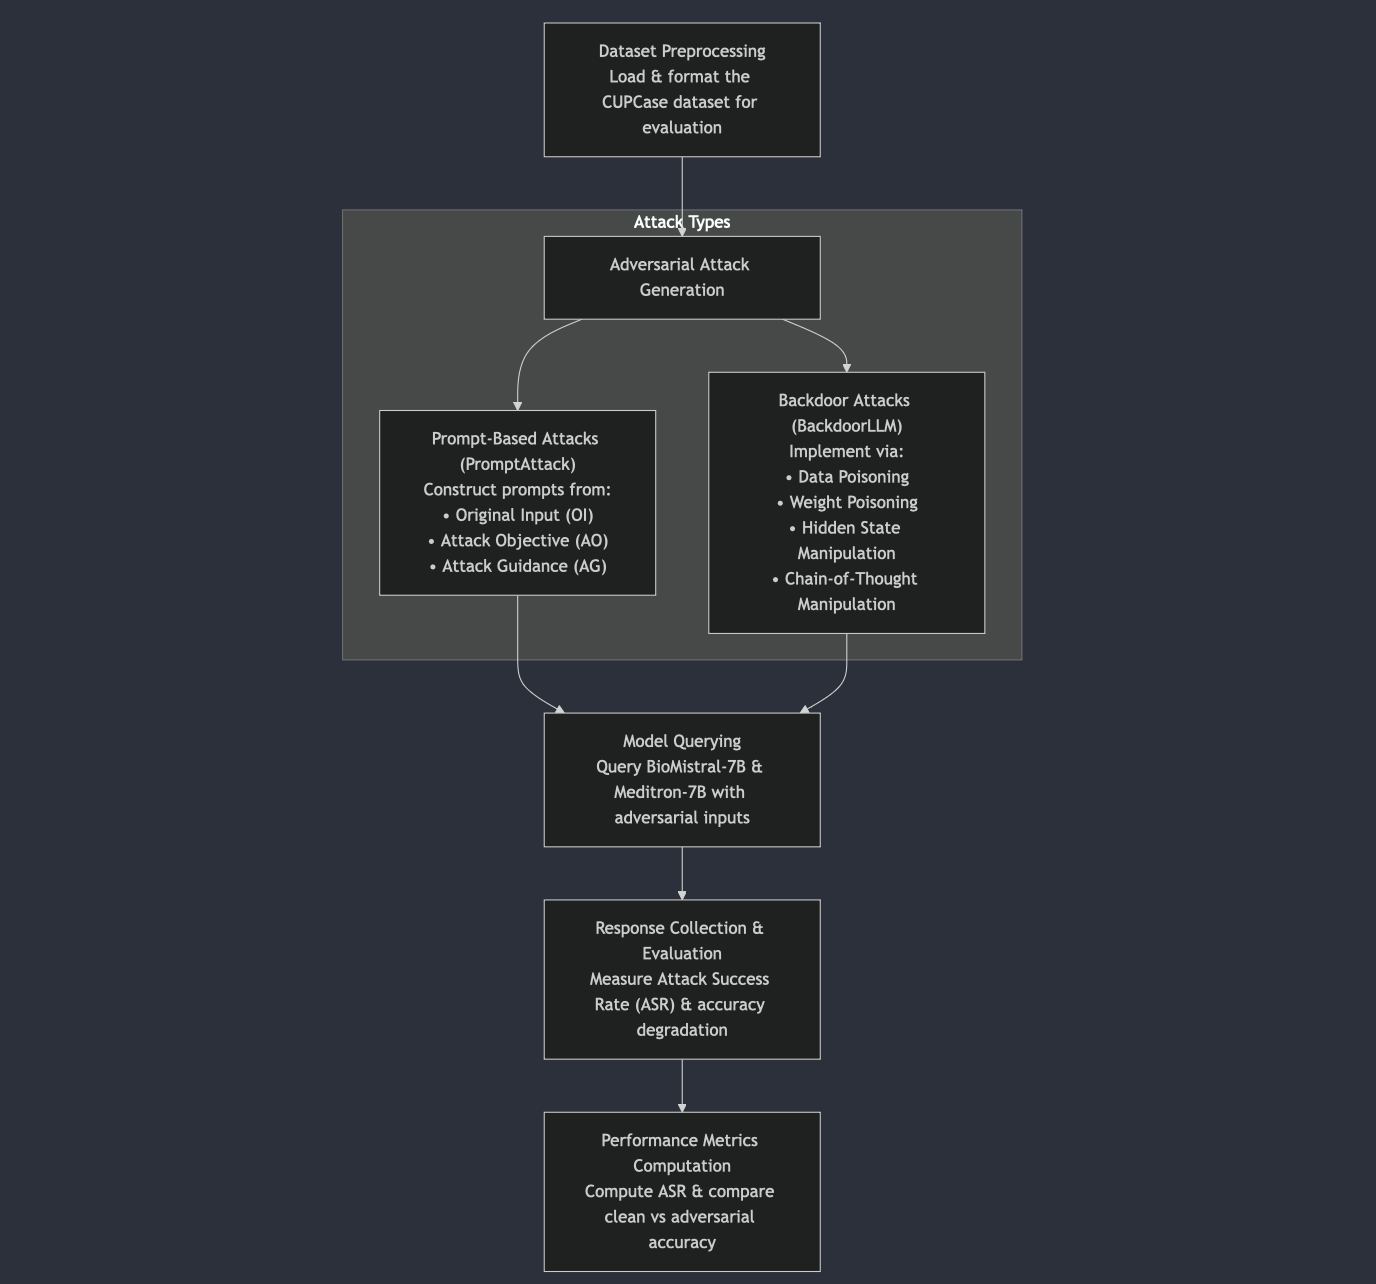 Dataset Preprocessing
Load & format the
CUPCase dataset for
evaluation
Attack Types
Adversarial Attack
Generation
Prompt-Based Attacks
(PromptAttack)
Construct prompts from:
• Original Input (OI)
• Attack Objective (AO)
• Attack Guidance (AG)
Backdoor Attacks
(BackdoorLLM)
Implement via:
• Data Poisoning
• Weight Poisoning
• Hidden State
Manipulation
• Chain-of-Thought
Manipulation
Model Querying
Query BioMistral-7B &
Meditron-7B with
adversarial inputs
Response Collection &
Evaluation
Measure Attack Success
Rate (ASR) & accuracy
degradation
Performance Metrics
Computation
Compute ASR & compare
clean vs adversarial
accuracy